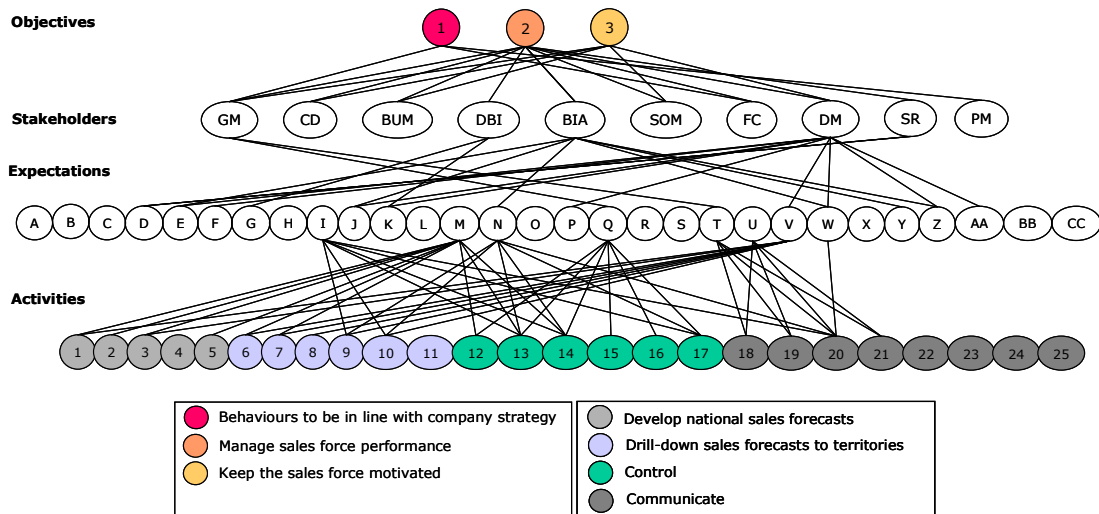 Objectives
1 2 3
Stakeholders
GM CD BUM DBI BIA SOM FC DM SR PM
Expectations
A B C D E F G H I J K L M N O P Q R S T U V W X Y Z AA BB CC
Activities
1 2 3 4 5 6 7 8 9 10 11 12 13 14 15 16 17 18 19 20 21 22 23 24 25
Behaviours to be in line with company strategy
Manage sales force performance
Keep the sales force motivated
Develop national sales forecasts
Drill-down sales forecasts to territories
Control
Communicate